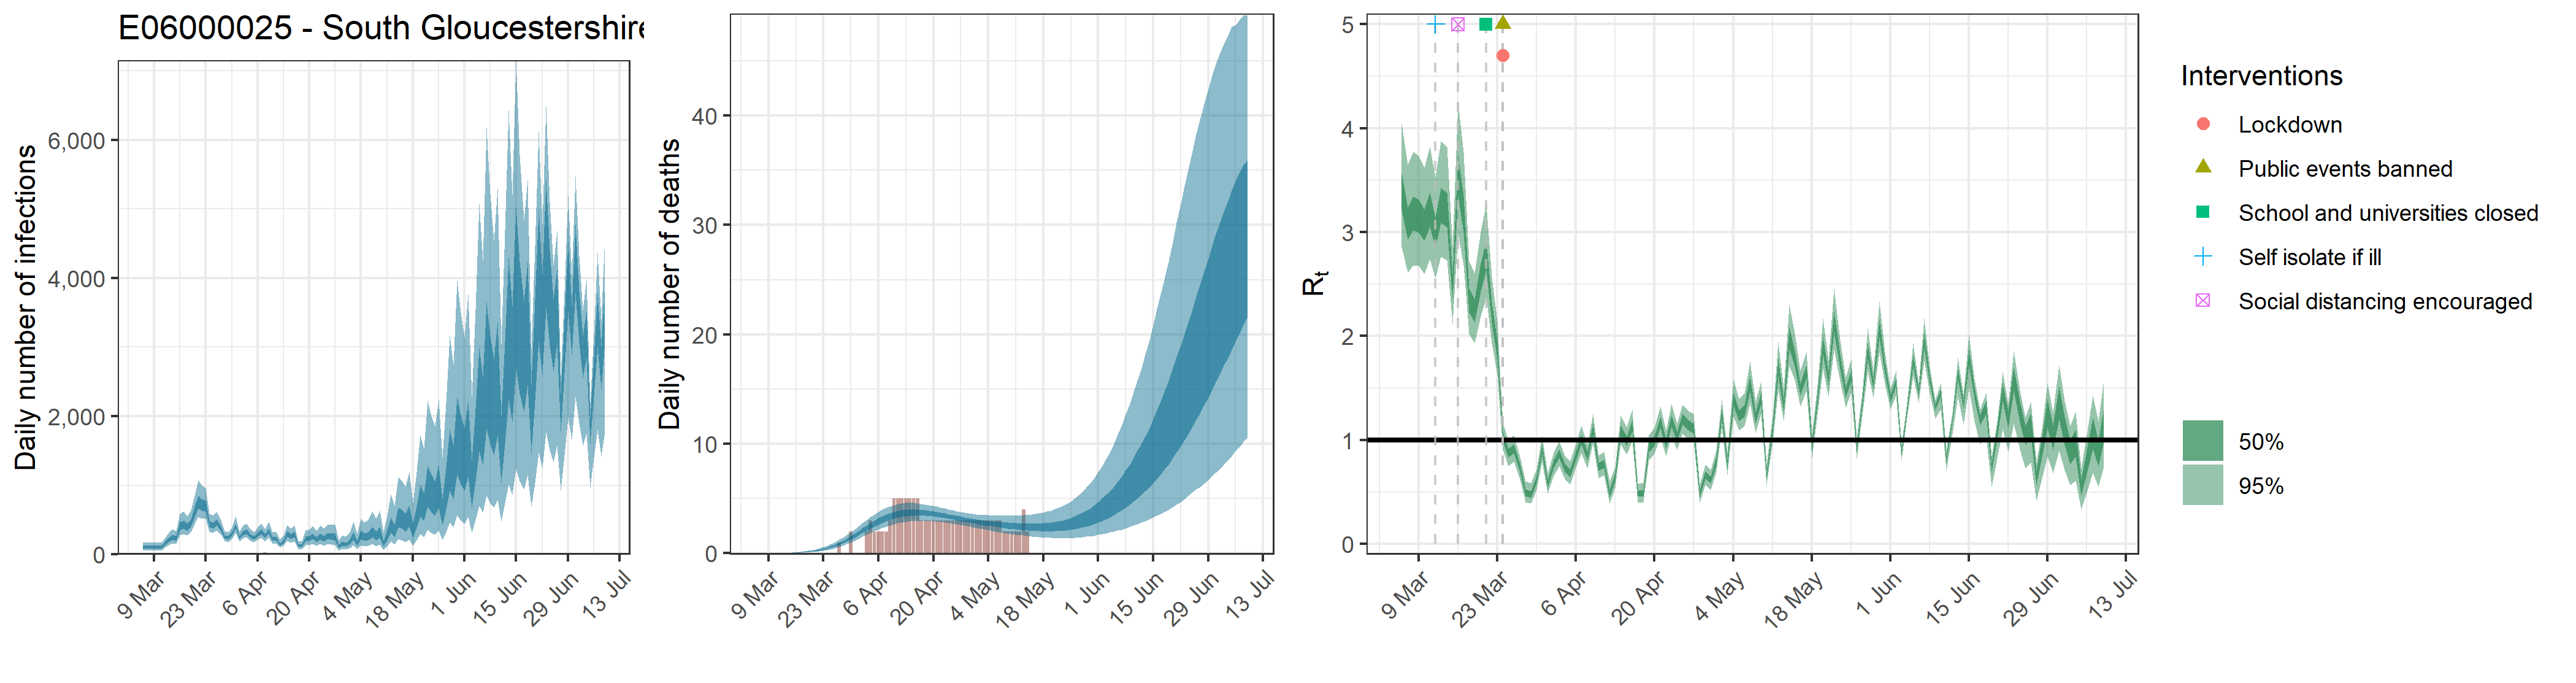 E06000025 - South Gloucestershire
Daily number of infections
6,000
4,000
2,000
0
9 Mar
23 Mar
6 Apr
20 Apr
4 May
18 May
1 Jun
15 Jun
29 Jun
13 Jul
Daily number of deaths
40
30
20
10
0
9 Mar
23 Mar
6 Apr
20 Apr
4 May
18 May
1 Jun
15 Jun
29 Jun
13 Jul
Rt
5
4
3
2
1
0
9 Mar
23 Mar
6 Apr
20 Apr
4 May
18 May
1 Jun
15 Jun
29 Jun
13 Jul
Interventions
Lockdown
Public events banned
School and universities closed
Self isolate if ill
Social distancing encouraged
50%
95%